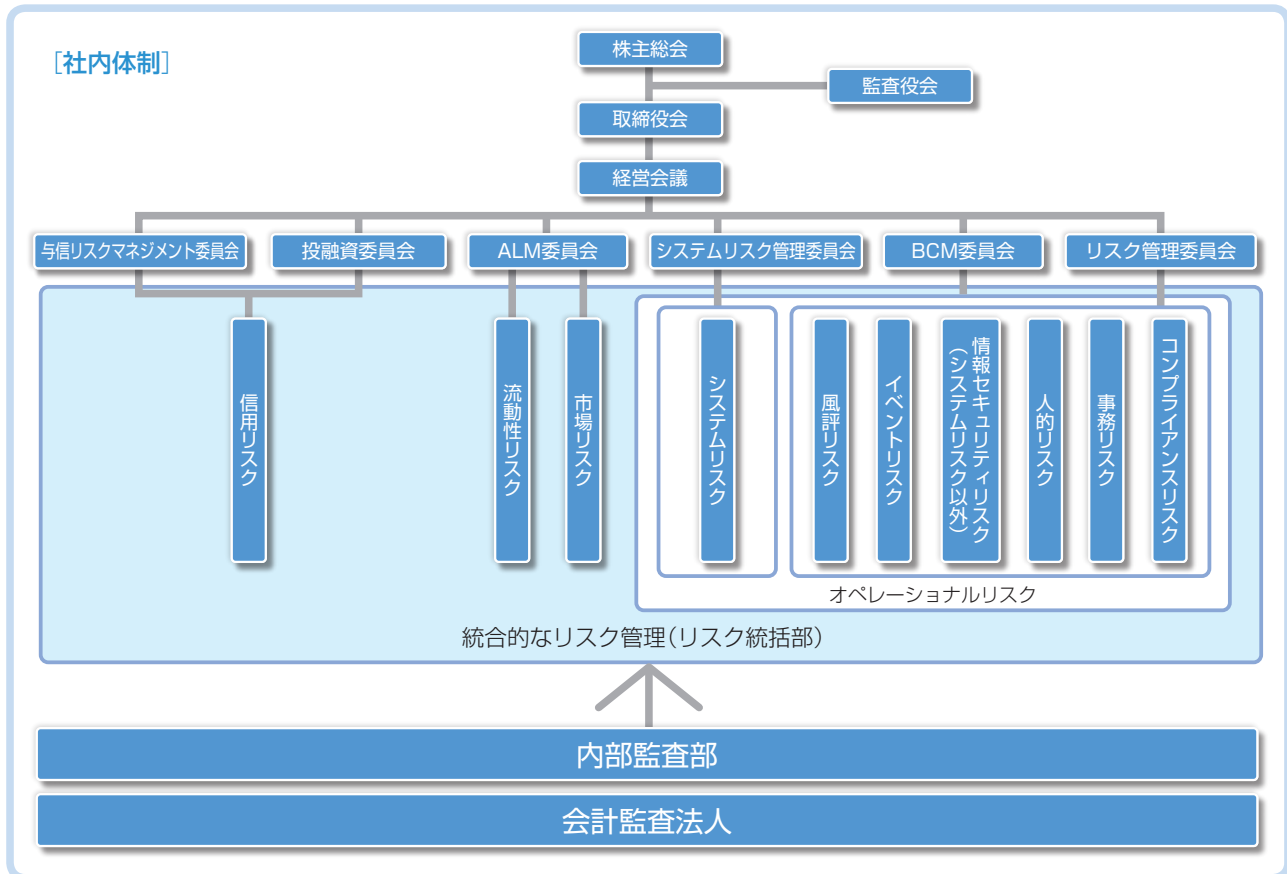 [社内体制]
株主総会
監査役会
取締役会
経営会議
与信リスクマネジメント委員会
投融資委員会
ALM委員会
システムリスク管理委員会
BCM委員会
リスク管理委員会
信用リスク
流動性リスク
市場リスク
システムリスク
風評リスク
イベントリスク
情報セキュリティリスク
（システムリスク以外）
人的リスク
事務リスク
コンプライアンスリスク
オペレーショナルリスク
統合的なリスク管理（リスク統括部）
内部監査部
会計監査法人